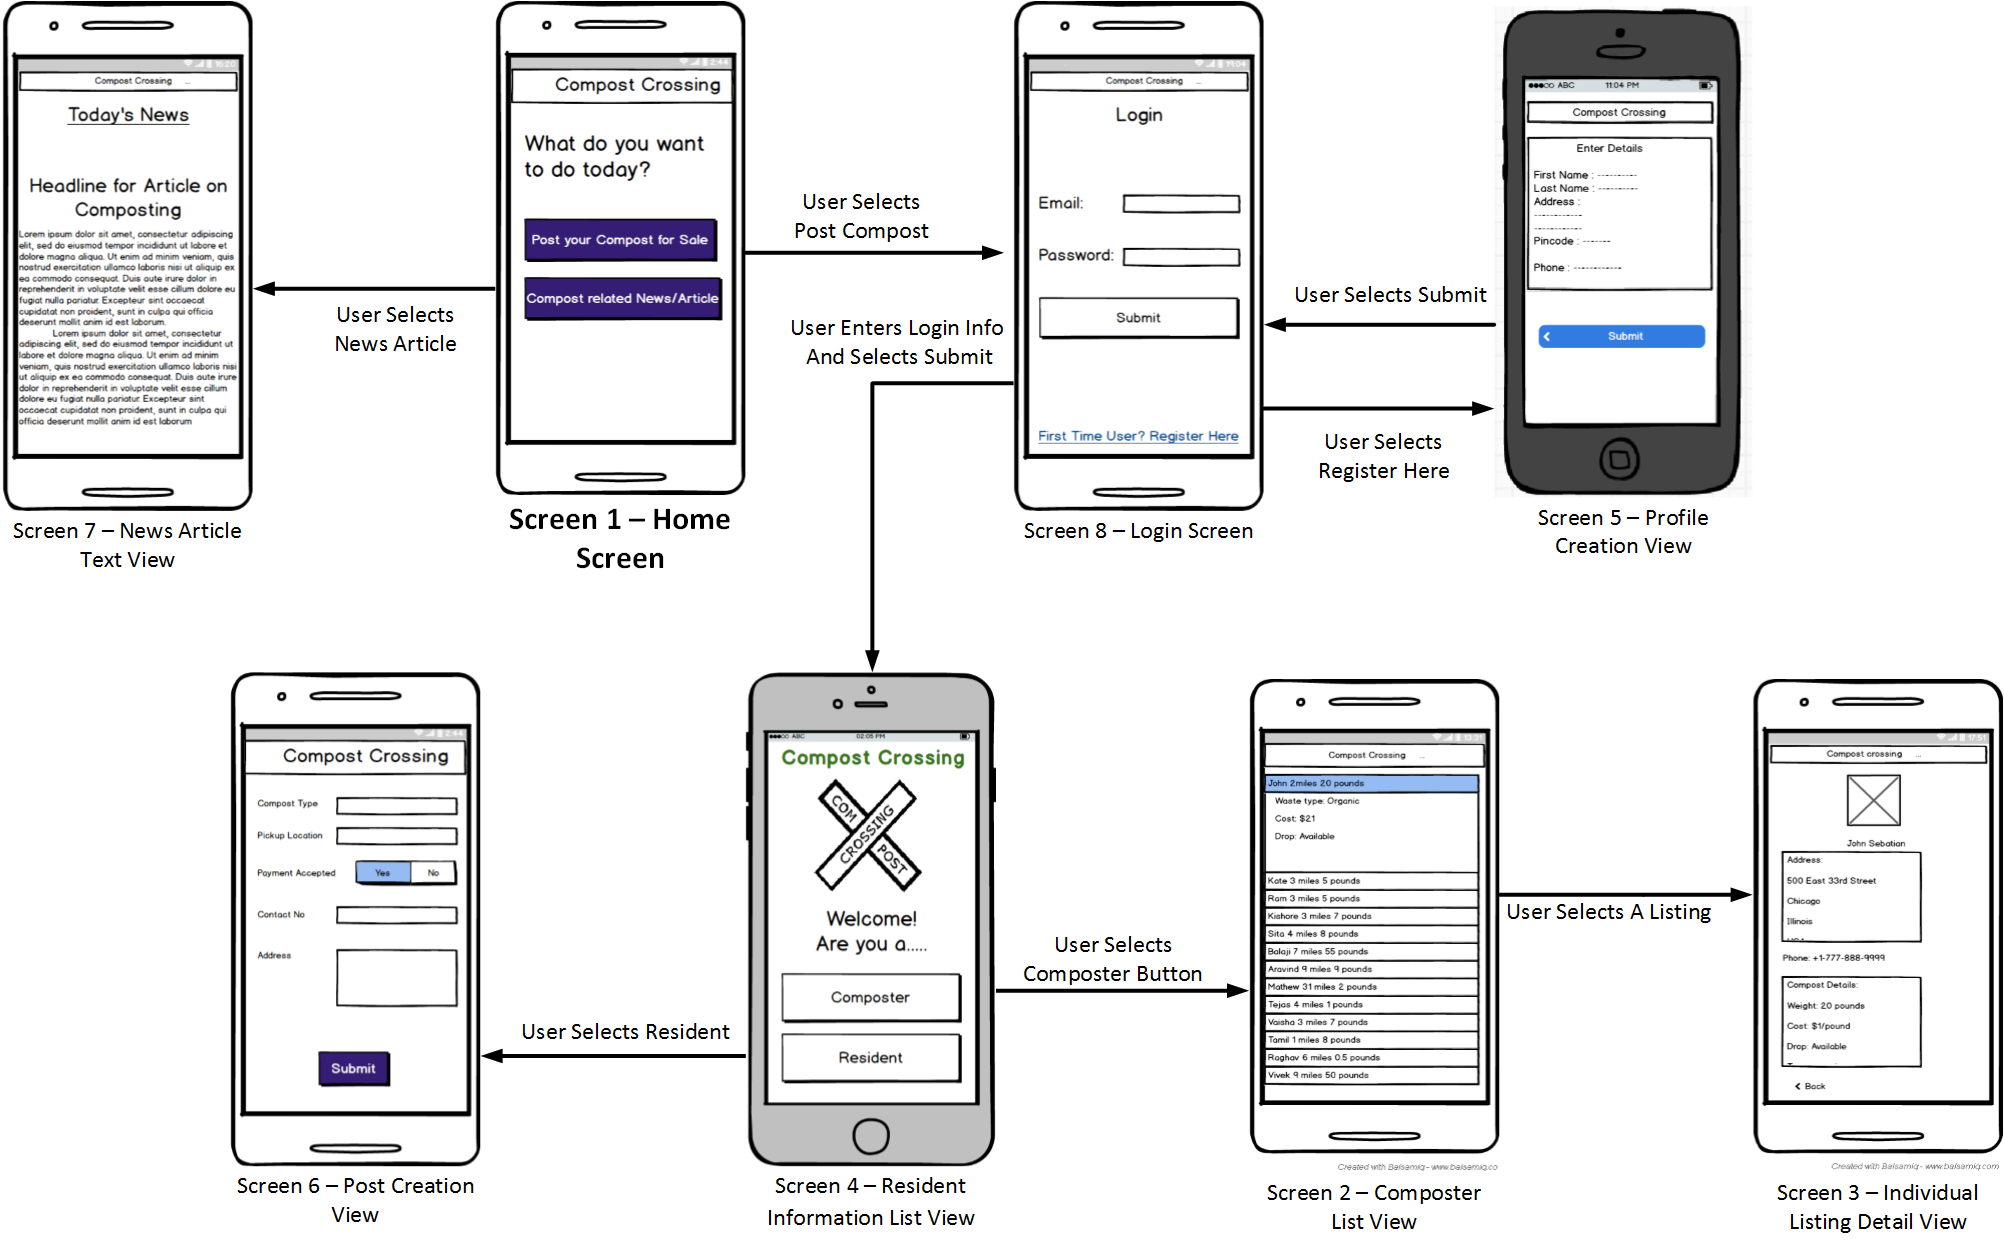 16:20
Compost Crossing ...
Today's News
Headline for Article on
Composting
Lorem ipsum dolor sit amet, consectetur adipiscing
elit, sed do eiusmod tempor incididunt ut labore et
dolore magna aliqua. Ut enim ad minim veniam, quis
nostrud exercitation ullamco laboris nisi ut aliquip ex
ea commodo consequat. Duis aute irure dolor in
reprehenderit in voluptate velit esse cillum dolore eu
fugiat nulla pariatur. Excepteur sint occaecat
cupidatat non proident, sunt in culpa qui officia
deserunt mollit anim id est laborum.
Lorem ipsum dolor sit amet, consectetur
adipiscing elit, sed do eiusmod tempor incididunt ut
labore et dolore magna aliqua. Ut enim ad minim
veniam, quis nostrud exercitation ullamco laboris nisi
ut aliquip ex ea commodo consequat. Duis aute irure
dolor in reprehenderit in voluptate velit esse cillum
dolore eu fugiat nulla pariatur. Excepteur sint
occaecat cupidatat non proident, sunt in culpa qui
officia deserunt mollit anim id est laborum
Screen 7 – News Article
Text View
User Selects
News Article
2:44
Compost Crossing
What do you want
to do today?
Post your Compost for Sale
Compost related News/Article
Screen 1 – Home
Screen
User Selects
Post Compost
User Enters Login Info
And Selects Submit
11:04
Compost Crossing ...
Login
Email:
Password:
Submit
First Time User? Register Here
Screen 8 – Login Screen
User Selects Submit
User Selects
Register Here
ABC 11:04 PM
Compost Crossing
Enter Details
First Name : ----------
Last Name : ----------
Address :
------------
------------
Pincode : -------
Phone : ------------
Submit
Screen 5 – Profile
Creation View
2:44
Compost Crossing
Compost Type
Pickup Location
Payment Accepted Yes No
Contact No
Address
Submit
Screen 6 – Post Creation
View
User Selects Resident
ABC 02:05 PM
Compost Crossing
COM POST
CROSSING
Welcome!
Are you a.....
Composter
Resident
Screen 4 – Resident
Information List View
User Selects
Composter Button
13:31
Compost Crossing ...
John 2miles 20 pounds
Waste type: Organic
Cost: $21
Drop: Available
Kate 3 miles 5 pounds
Ram 3 miles 5 pounds
Kishore 3 miles 7 pounds
Sita 4 miles 8 pounds
Balaji 7 miles 55 pounds
Aravind 9 miles 9 pounds
Mathew 31 miles 2 pounds
Tejas 4 miles 1 pounds
Vaisha 3 miles 7 pounds
Tamil 1 miles 8 pounds
Raghav 6 miles 0.5 pounds
Vivek 9 miles 50 pounds
Created with Balsamiq - www.balsamiq.co
Screen 2 – Composter
List View
User Selects A Listing
17:51
Compost crossing ...
John Sebatian
Address:
500 East 33rd Street
Chicago
Illinois
Phone: +1-777-888-9999
Compost Details:
Weight: 20 pounds
Cost: $1/pound
Drop: Available
Back
Created with Balsamiq - www.balsamiq.com
Screen 3 – Individual
Listing Detail View